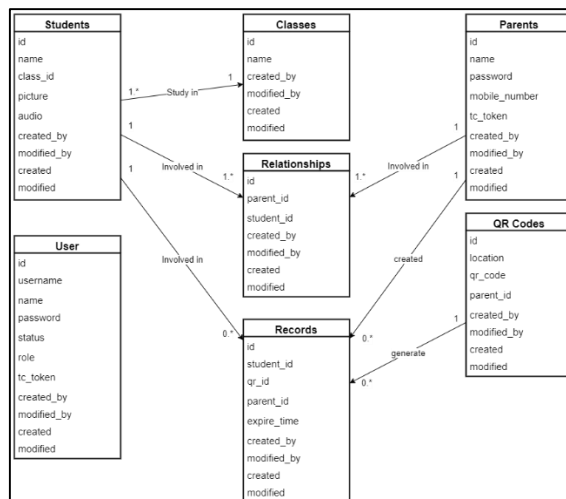 Students
id
name
class_id
picture
audio
created_by
modified_by
created
modified
Classes
id
name
created_by
modified_by
created
modified
Parents
id
name
password
mobile_number
tc_token
created_by
modified_by
created
modified
1.*
Study in
1
1
Involved in
1.*
1
Involved in
0.*
Relationships
id
parent_id
student_id
created_by
modified_by
created
modified
1
Involved in
1.*
1
created
0.*
User
id
username
name
password
status
role
tc_token
created_by
modified_by
created
modified
Records
id
student_id
qr_id
parent_id
expire_time
created_by
modified_by
created
modified
QR Codes
id
location
qr_code
parent_id
created_by
modified_by
created
modified
1
generate
0.*